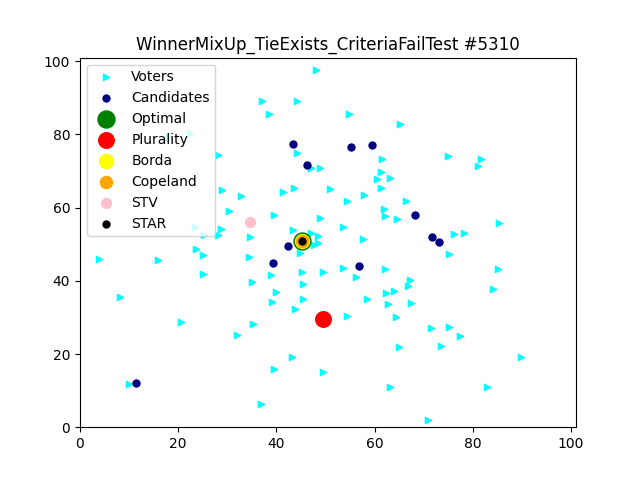 WinnerMixUp_TieExists_CriteriaFailTest #5310
100
80
60
40
20
0
0
20
40
60
80
100
Voters
Candidates
Optimal
Plurality
Borda
Copeland
STV
STAR